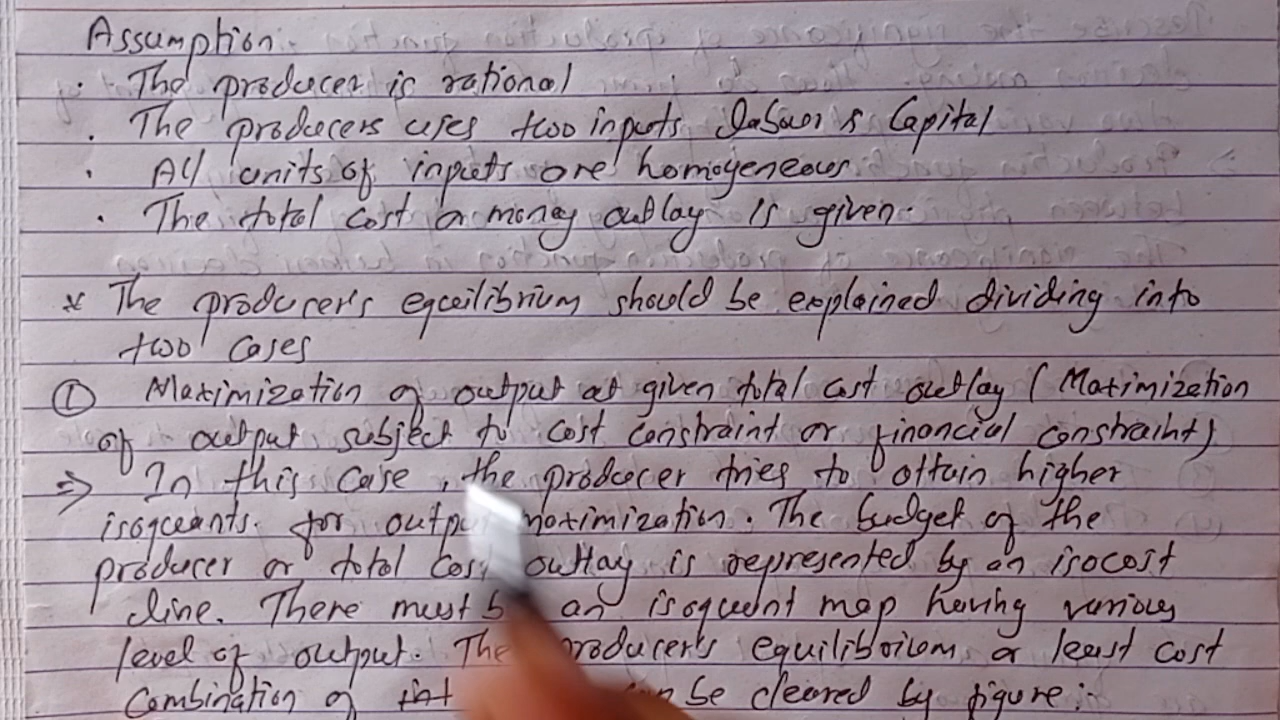 Assumption.
· The producer is rational
· The producers uses two inputs labour & Capital
· All units of inputs are homogeneous
· The total cost or money outlay is given.
* The producer's equilibrium should be explained dividing into
two cases
① Maximization of output at given total cost outlay ( Maximization
of output subject to cost constraint or financial constraint)
⇒ In this case, the producer tries to attain higher
isoquants. for outpu maximization. The budget of the
producer or total cost outlay is represented by an isocost
line. There must b an isoquant map having various
level of output. The producer's equilibrium or least cost
Combination of be cleared by figure:-